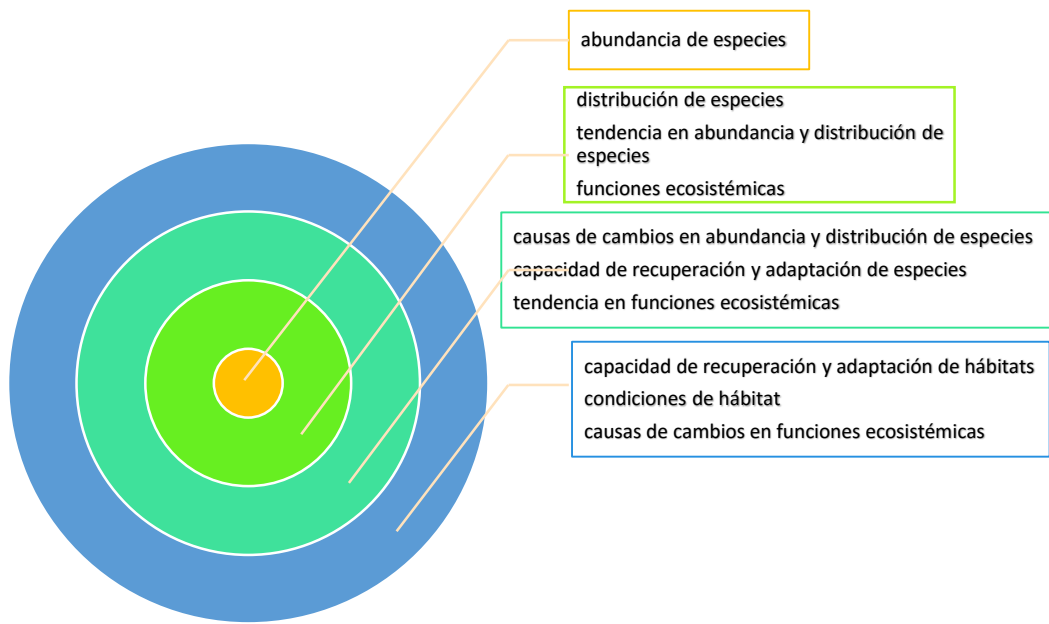 abundancia de especies
distribución de especies
tendencia en abundancia y distribución de
especies
funciones ecosistémicas
causas de cambios en abundancia y distribución de especies
capacidad de recuperación y adaptación de especies
tendencia en funciones ecosistémicas
capacidad de recuperación y adaptación de hábitats
condiciones de hábitat
causas de cambios en funciones ecosistémicas